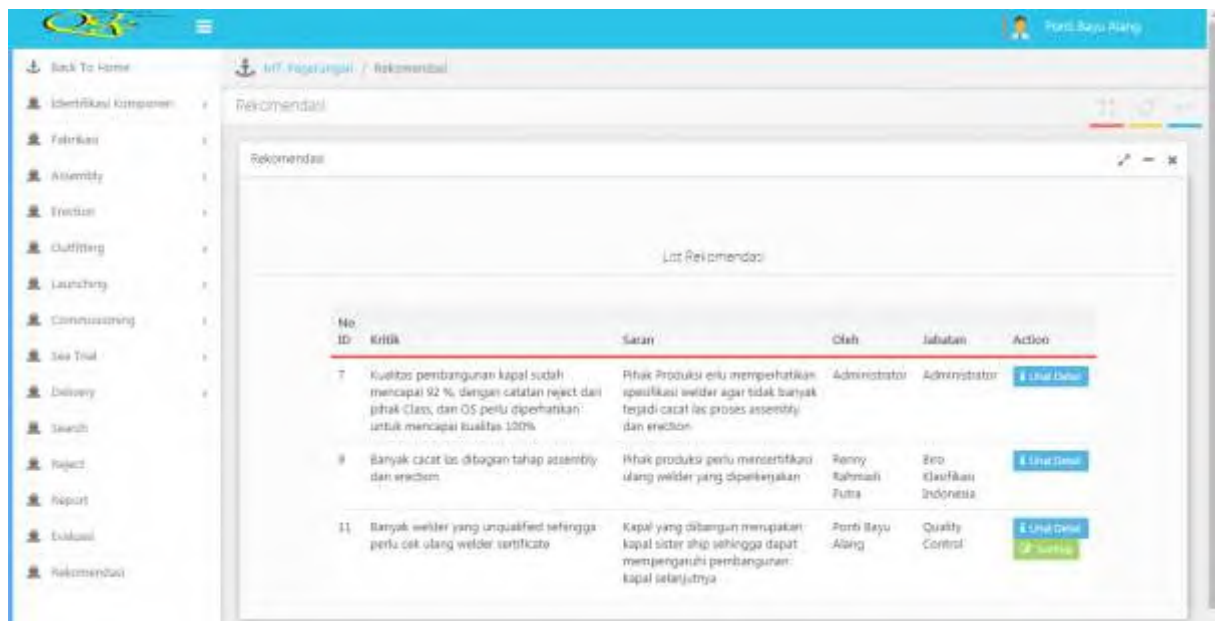 Ponti Bayu Alang
Back To Home
MT. Pagerungan / Rekomendasi
Identifikasi Komponen
Rekomendasi
Fabrikasi
Rekomendasi
Assembly
Erection
Outfitting
List Rekomendasi
Launching
Commissioning
Sea Trial
Delivery
Search
Reject
Report
Evaluasi
Rekomendasi
No
ID Kritik Saran Oleh Jabatan Action
7 Kualitas pembangunan kapal sudah
mencapai 92 %, dengan catatan reject dari
pihak Class, dan OS perlu diperhatikan
untuk mencapai kualitas 100%
Pihak Produksi erlu memperhatikan
spesifikasi welder agar tidak banyak
terjadi cacat las proses assembly
dan erection
Administrator Administrator Lihat Detail
9 Banyak cacat las dibagian tahap assembly
dan erection
Pihak produksi perlu mensertifikasi
ulang welder yang diperkerjakan
Renny
Rahmadi
Putra
Biro
Klasifikasi
Indonesia
Lihat Detail
11 Banyak welder yang unqualified sehingga
perlu cek ulang welder sertificate
Kapal yang dibangun merupakan
kapal sister ship sehingga dapat
mempengaruhi pembangunan
kapal selanjutnya
Ponti Bayu
Alang
Quality
Control
Lihat Detail